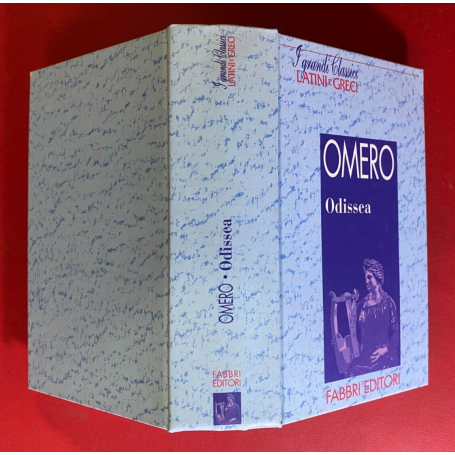 I grandi Classici
LATINI e GRECI
OMERO • Odissea
FABBRI
EDITORI
I grandi Classici
LATINI e GRECI
OMERO
Odissea
FABBRI EDITORI